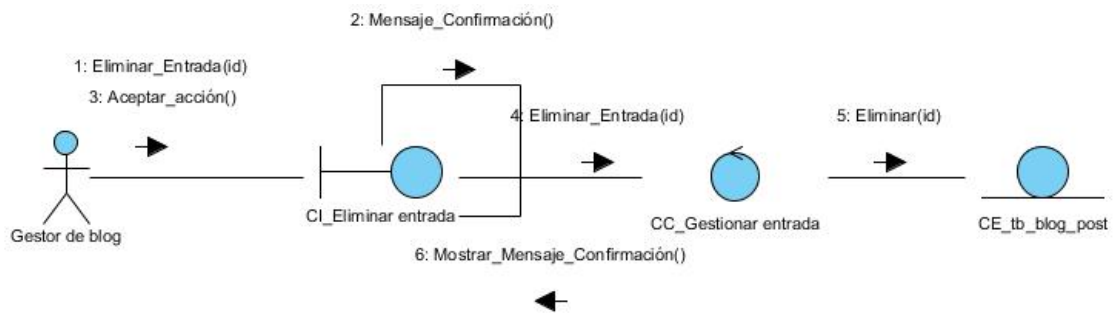 2: Mensaje_Confirmación()
1: Eliminar_Entrada(id)
3: Aceptar_acción()
4: Eliminar_Entrada(id)
5: Eliminar(id)
Gestor de blog
CI_Eliminar entrada
CC_Gestionar entrada
CE_tb_blog_post
6: Mostrar_Mensaje_Confirmación()